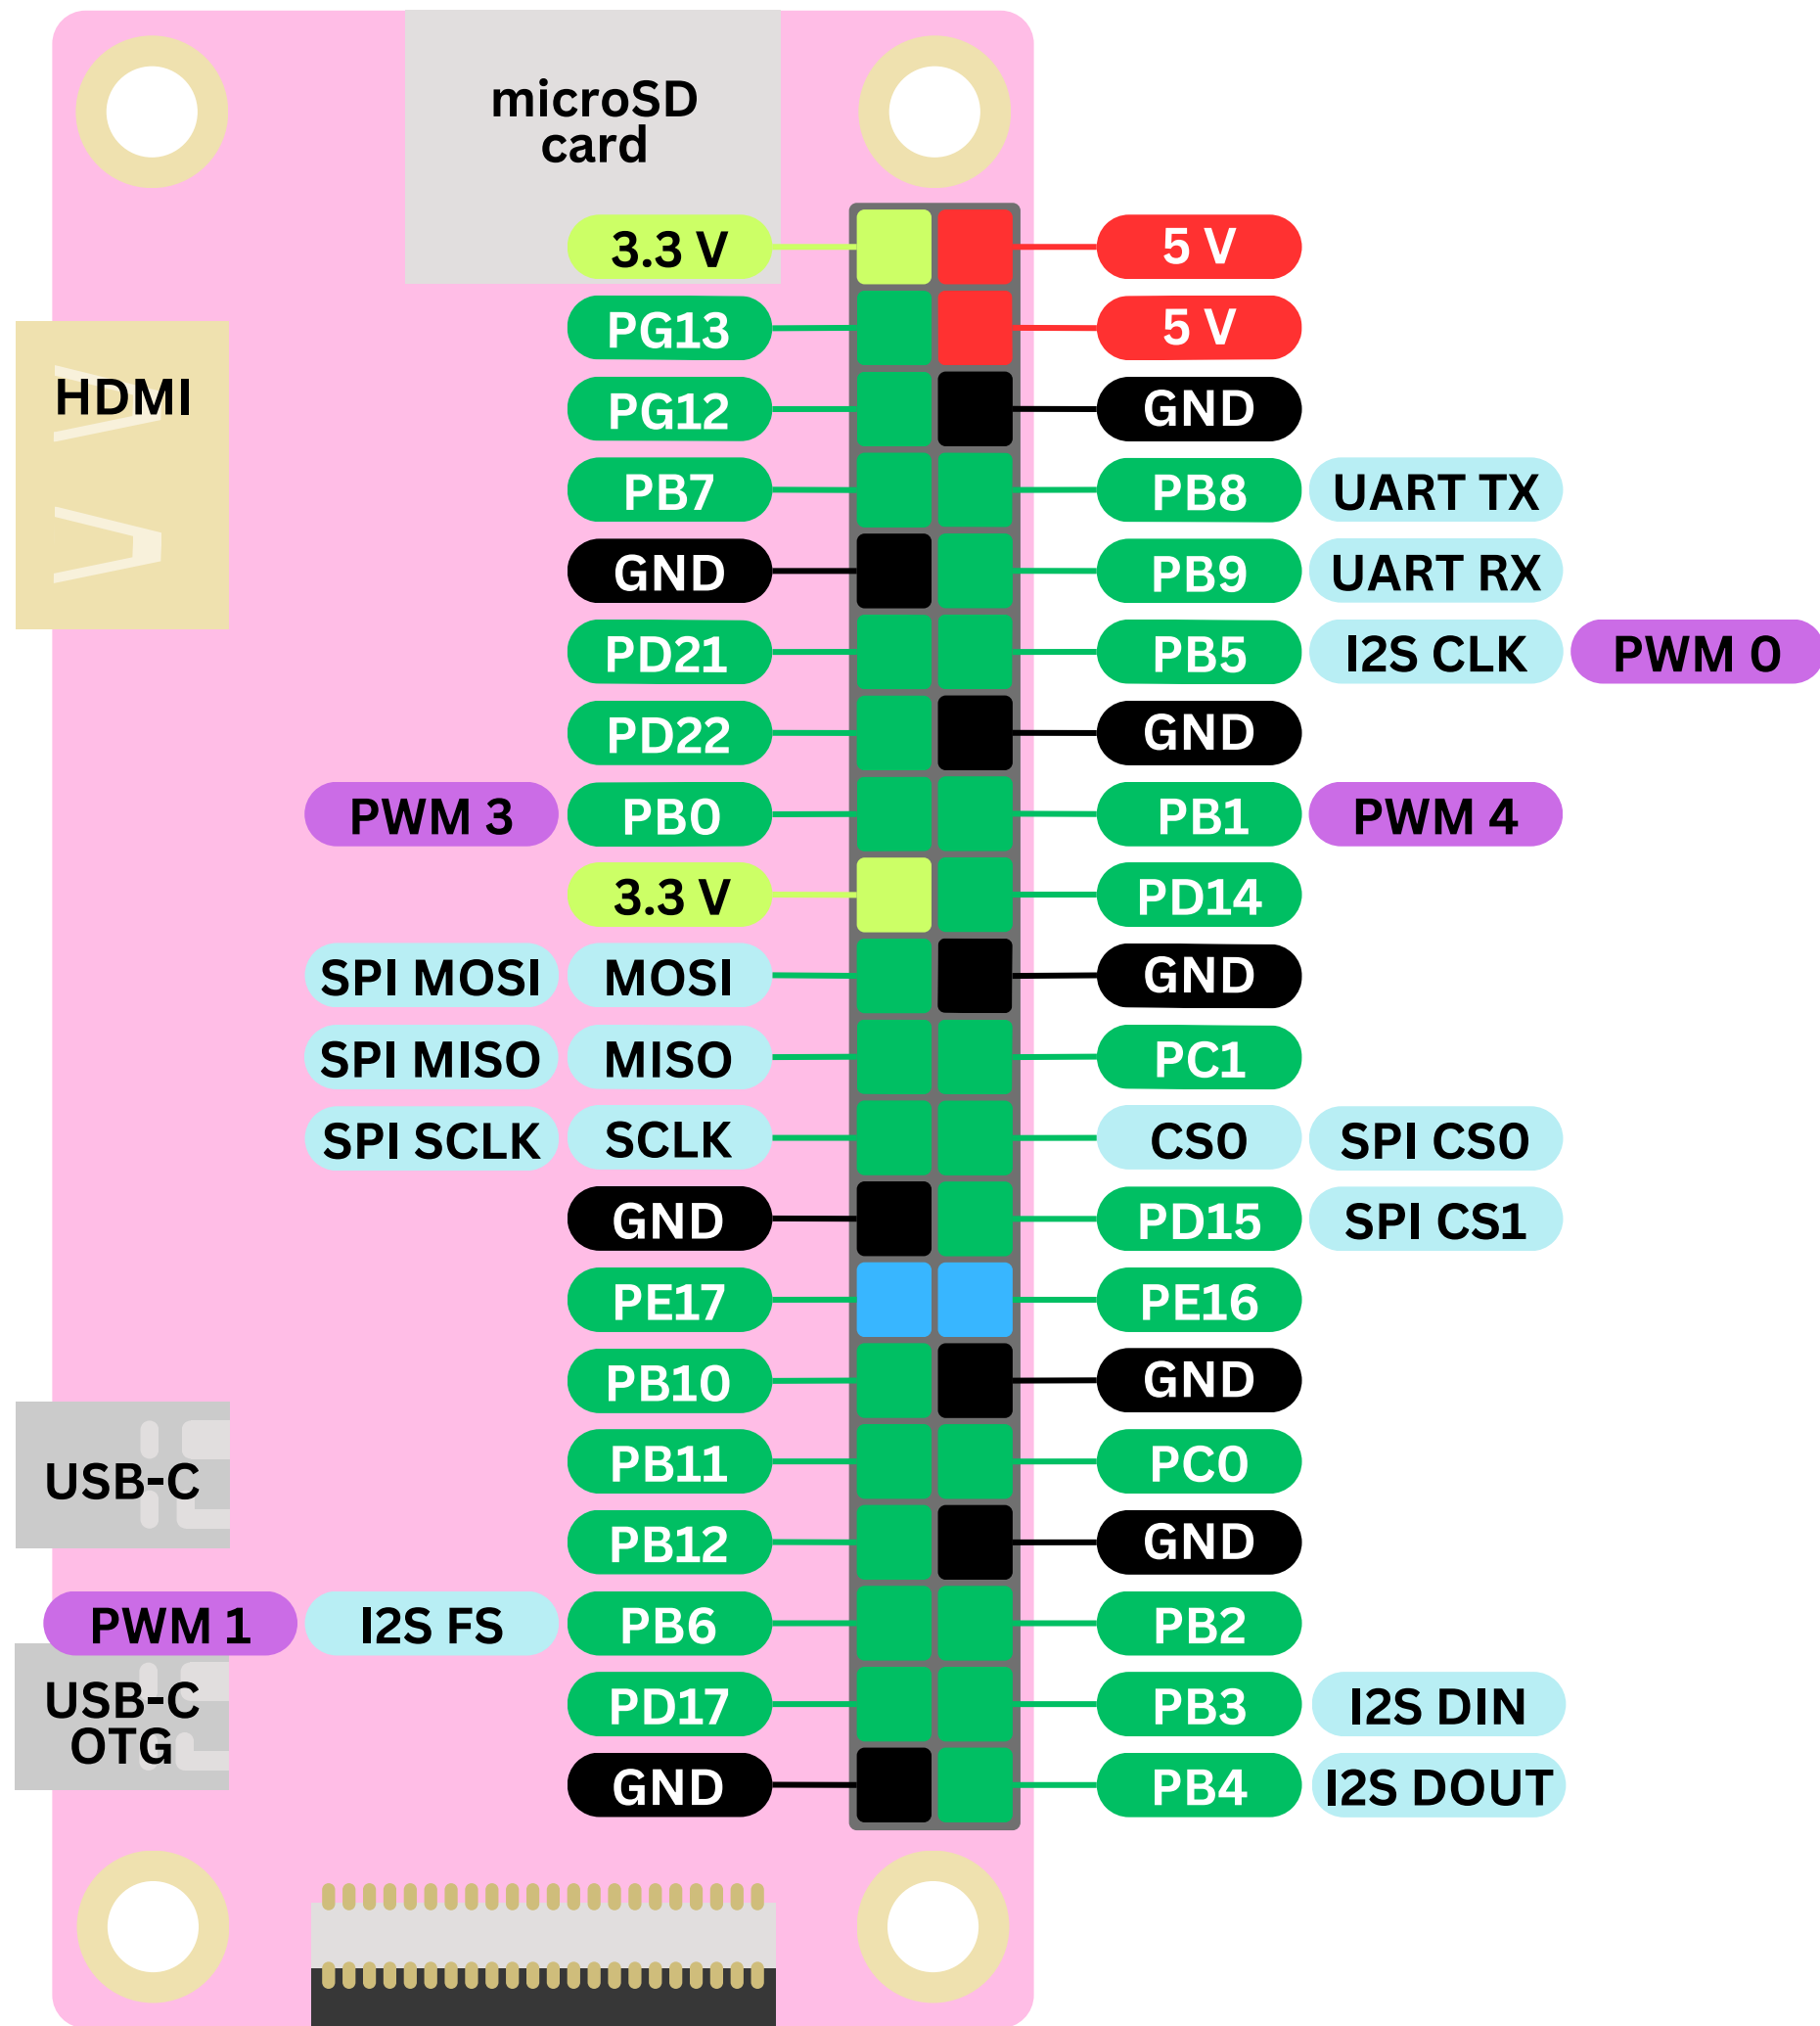 microSD
card
3.3 V 5 V
PG13 5 V
HDMI
PG12 GND
PB7 PB8 UART TX
GND PB9 UART RX
PD21 PB5 I2S CLK PWM 0
PD22 GND
PWM 3 PB0 PB1 PWM 4
3.3 V PD14
SPI MOSI MOSI GND
SPI MISO MISO PC1
SPI SCLK SCLK CS0 SPI CS0
GND PD15 SPI CS1
PE17 PE16
PB10 GND
PB11 PC0
USB-C
PB12 GND
PWM 1 I2S FS PB6 PB2
PD17 PB3 I2S DIN
USB-C
OTG
GND PB4 I2S DOUT